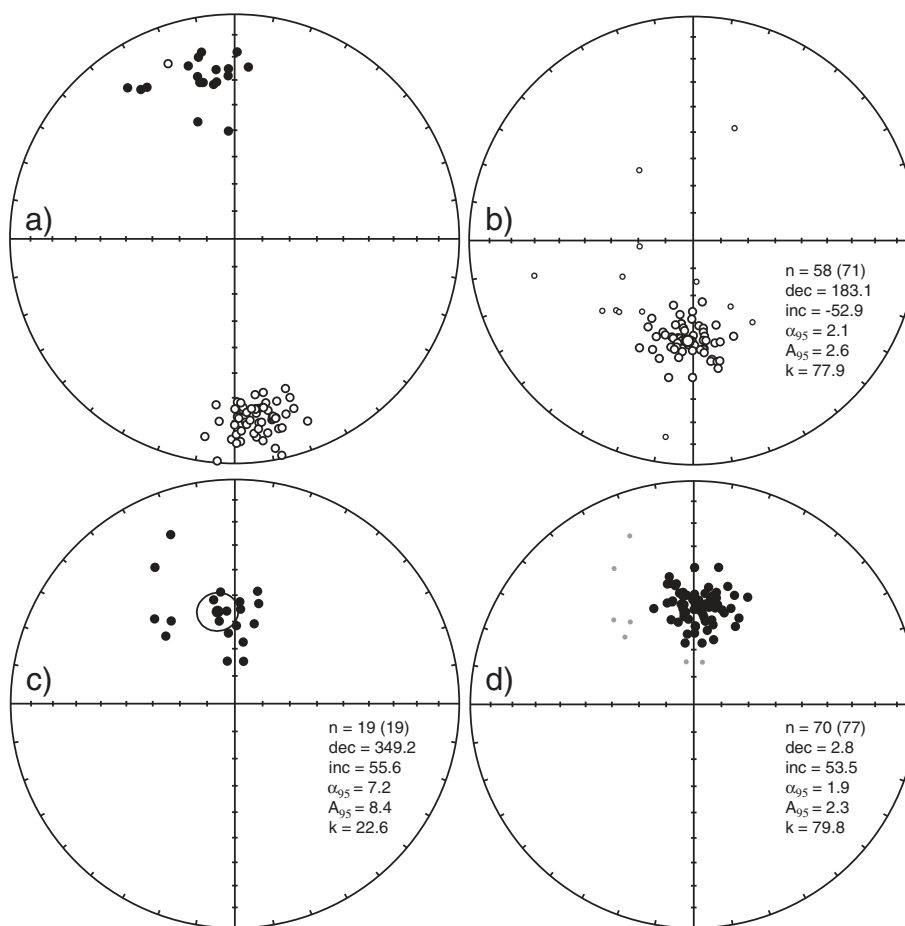 a)
b)
n = 58 (71)
dec = 183.1
inc = -52.9
α95 = 2.1
A95 = 2.6
k = 77.9
c)
n = 19 (19)
dec = 349.2
inc = 55.6
α95 = 7.2
A95 = 8.4
k = 22.6
d)
n = 70 (77)
dec = 2.8
inc = 53.5
α95 = 1.9
A95 = 2.3
k = 79.8